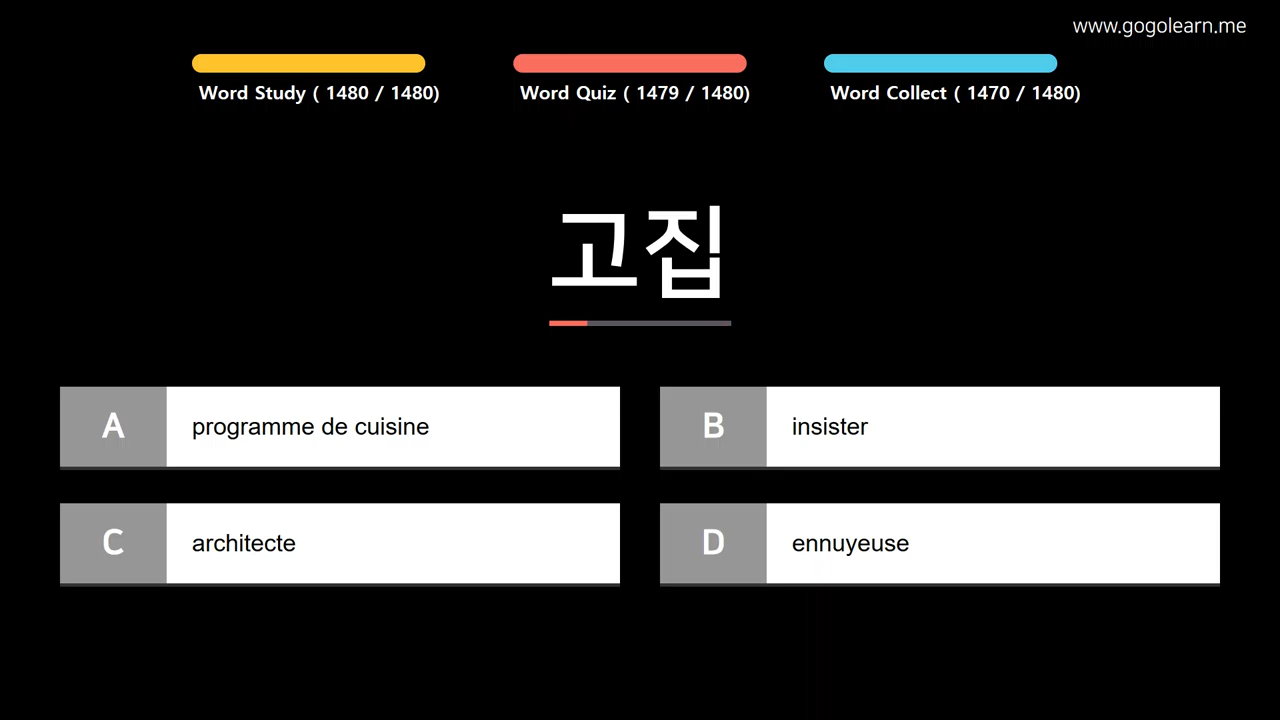 www.gogolearn.me
Word Study ( 1480 / 1480)
Word Quiz ( 1479 / 1480)
Word Collect ( 1470 / 1480)
고집
A programme de cuisine
B insister
C architecte
D ennuyeuse